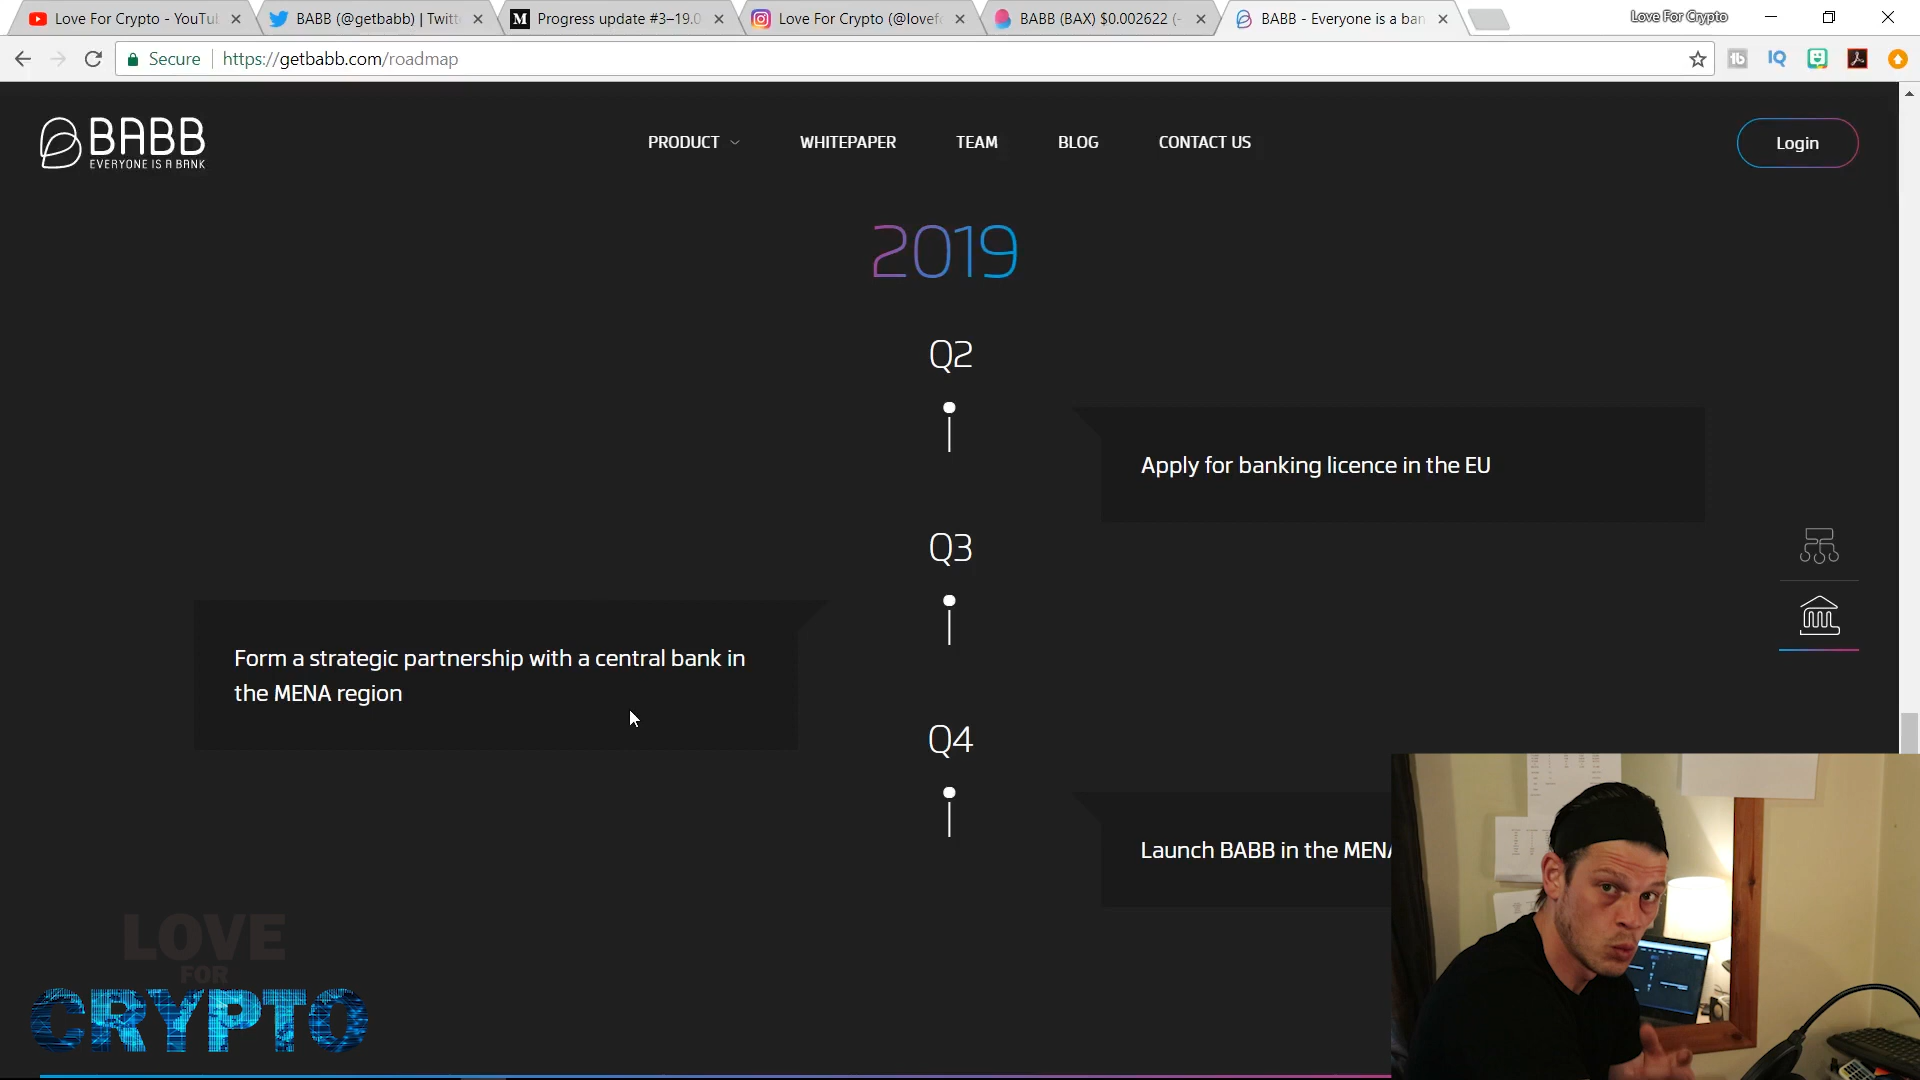 Love For Crypto - YouTu
BABB (@getbabb) | Twitt
Progress update #3–19.0
Love For Crypto (@lovefo
BABB (BAX) $0.002622 (-
BABB - Everyone is a ban
Love For Crypto
Secure
https://getbabb.com/roadmap
BABB
EVERYONE IS A BANK
PRODUCT
WHITEPAPER
TEAM
BLOG
CONTACT US
Login
2019
Q2
Apply for banking licence in the EU
Q3
Form a strategic partnership with a central bank in
the MENA region
Q4
Launch BABB in the MENA
LOVE
FOR
CRYPTO